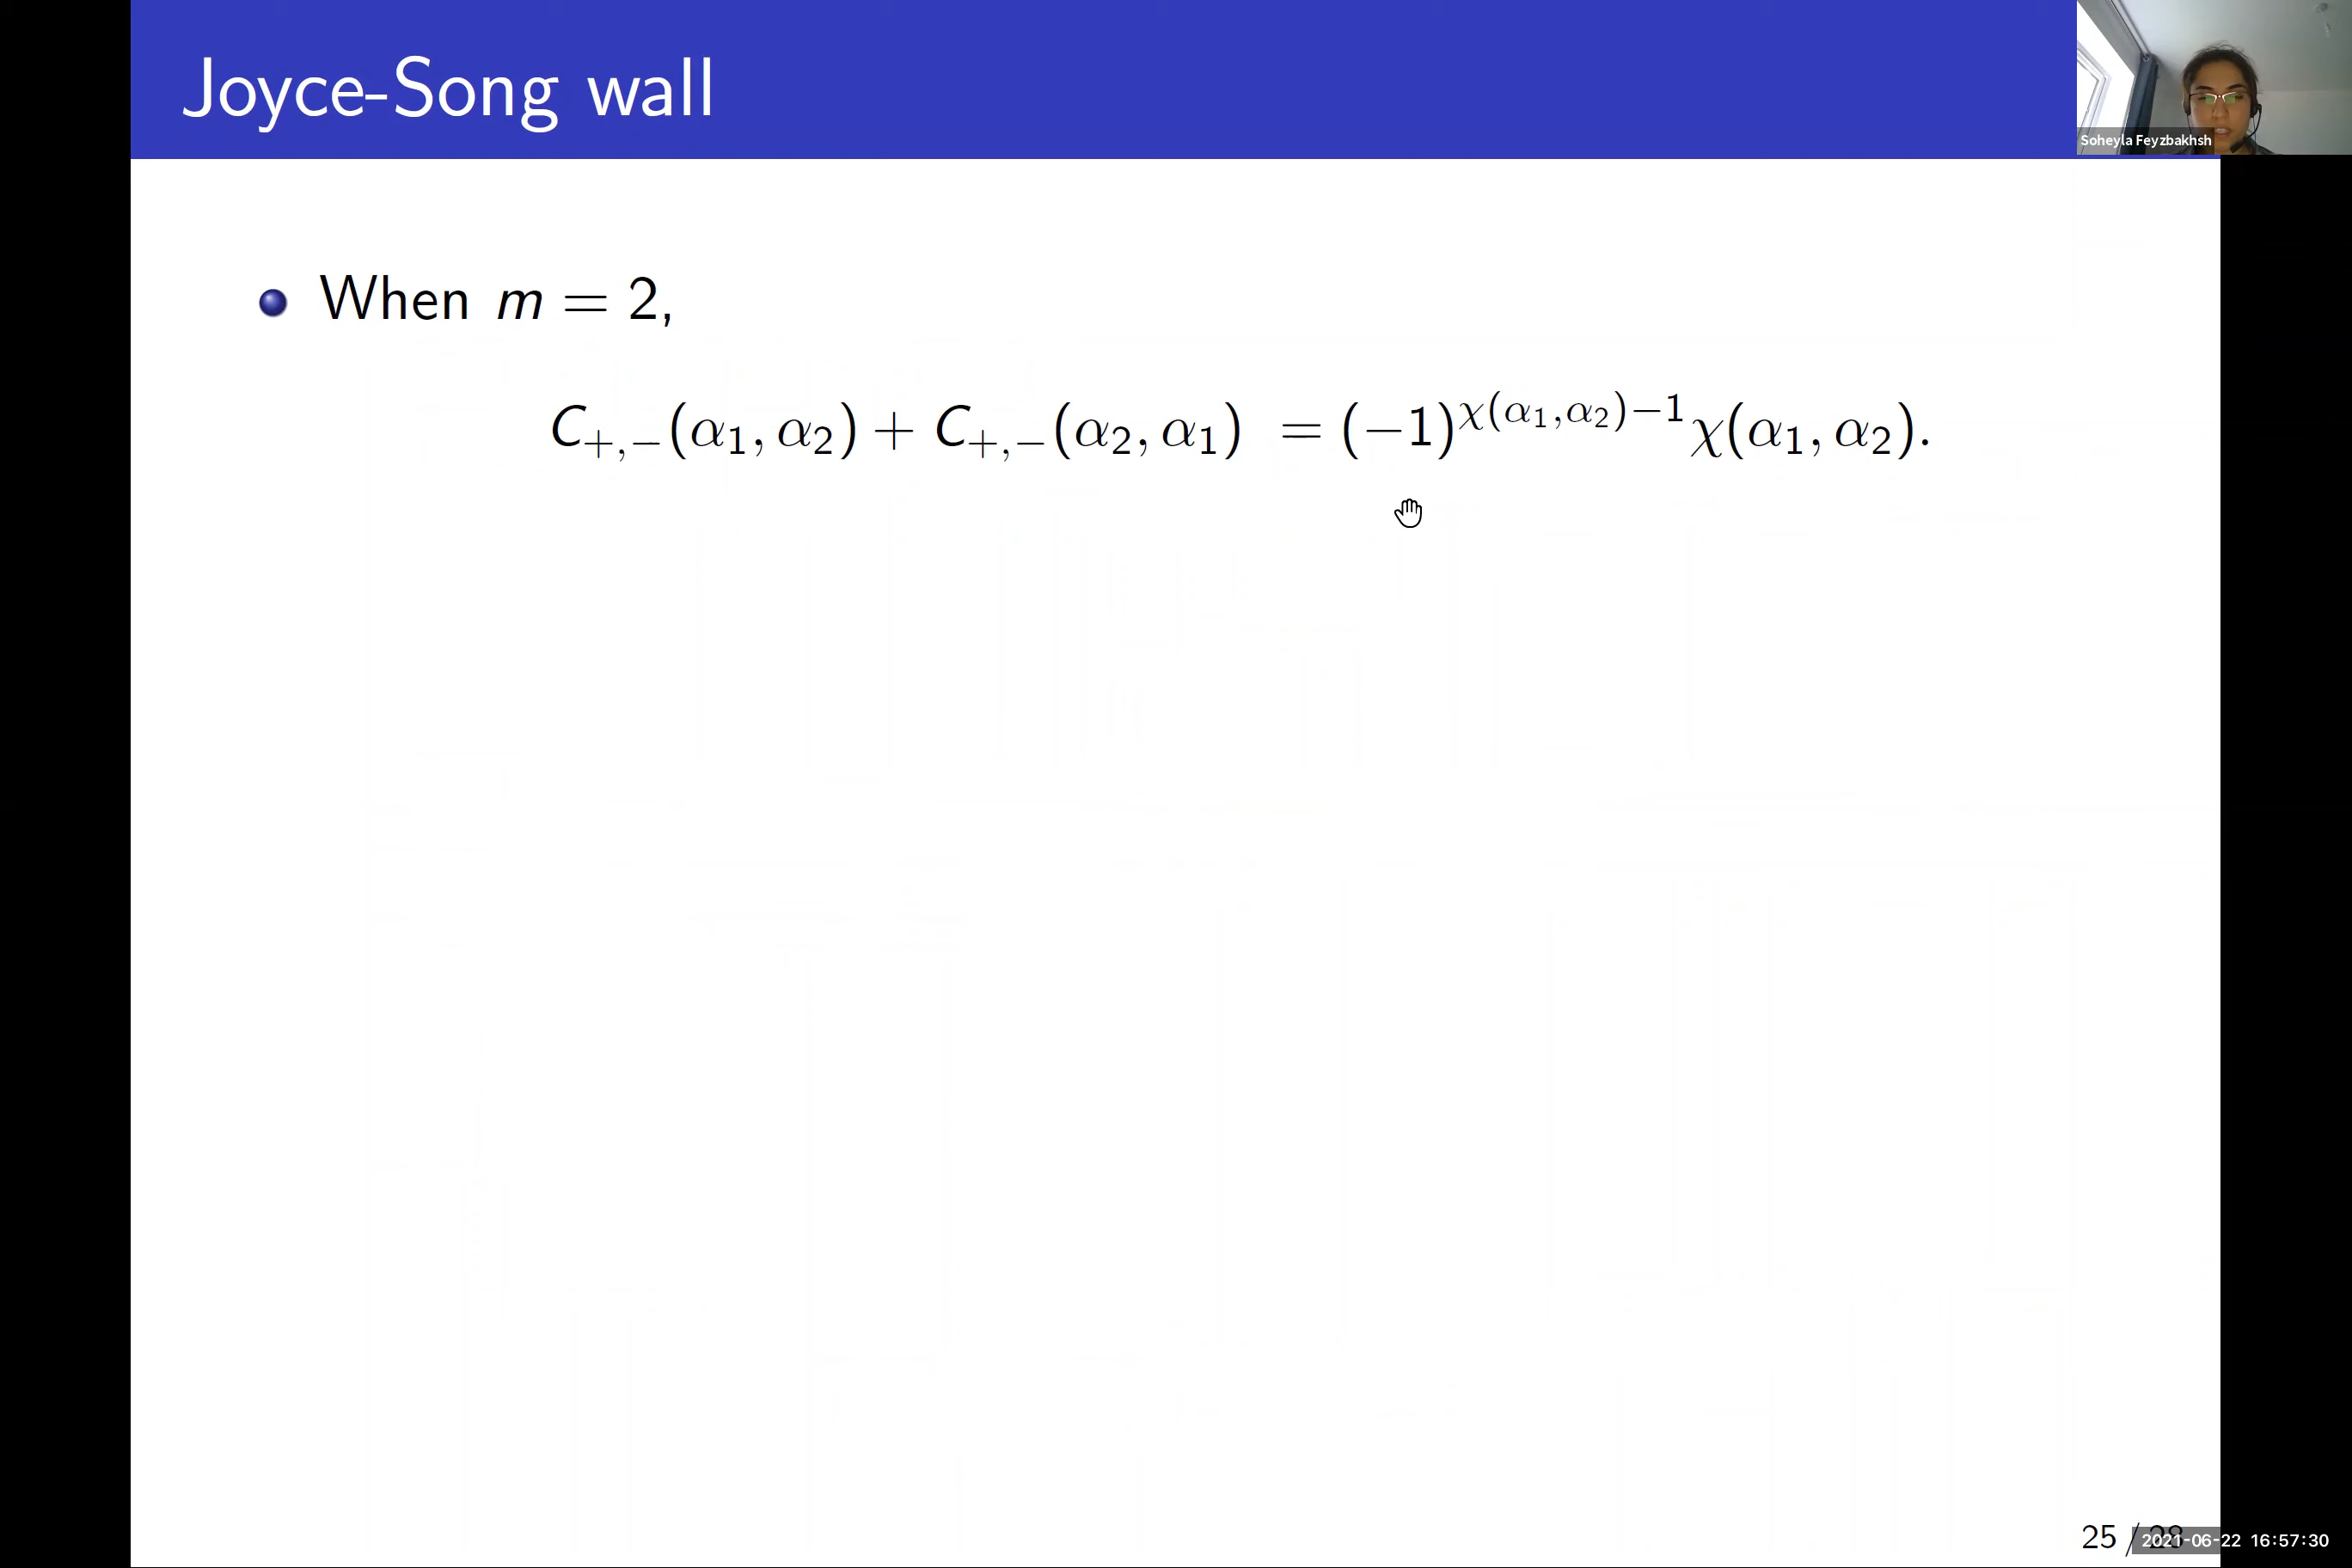 Joyce-Song wall
Soheyla Feyzbakhsh
When m = 2,
C₊,₋(α₁, α₂) + C₊,₋(α₂, α₁) = (−1)^{χ(α₁,α₂)−1} χ(α₁, α₂).
25 / 28
2021-06-22 16:57:30